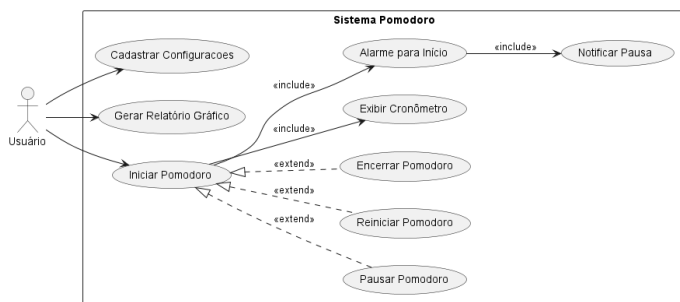 Sistema Pomodoro
Cadastrar Configuracoes
Alarme para Início
«include»
Notificar Pausa
«include»
Gerar Relatório Gráfico
Exibir Cronômetro
«include»
Usuário
Iniciar Pomodoro
«extend»
Encerrar Pomodoro
«extend»
Reiniciar Pomodoro
«extend»
Pausar Pomodoro